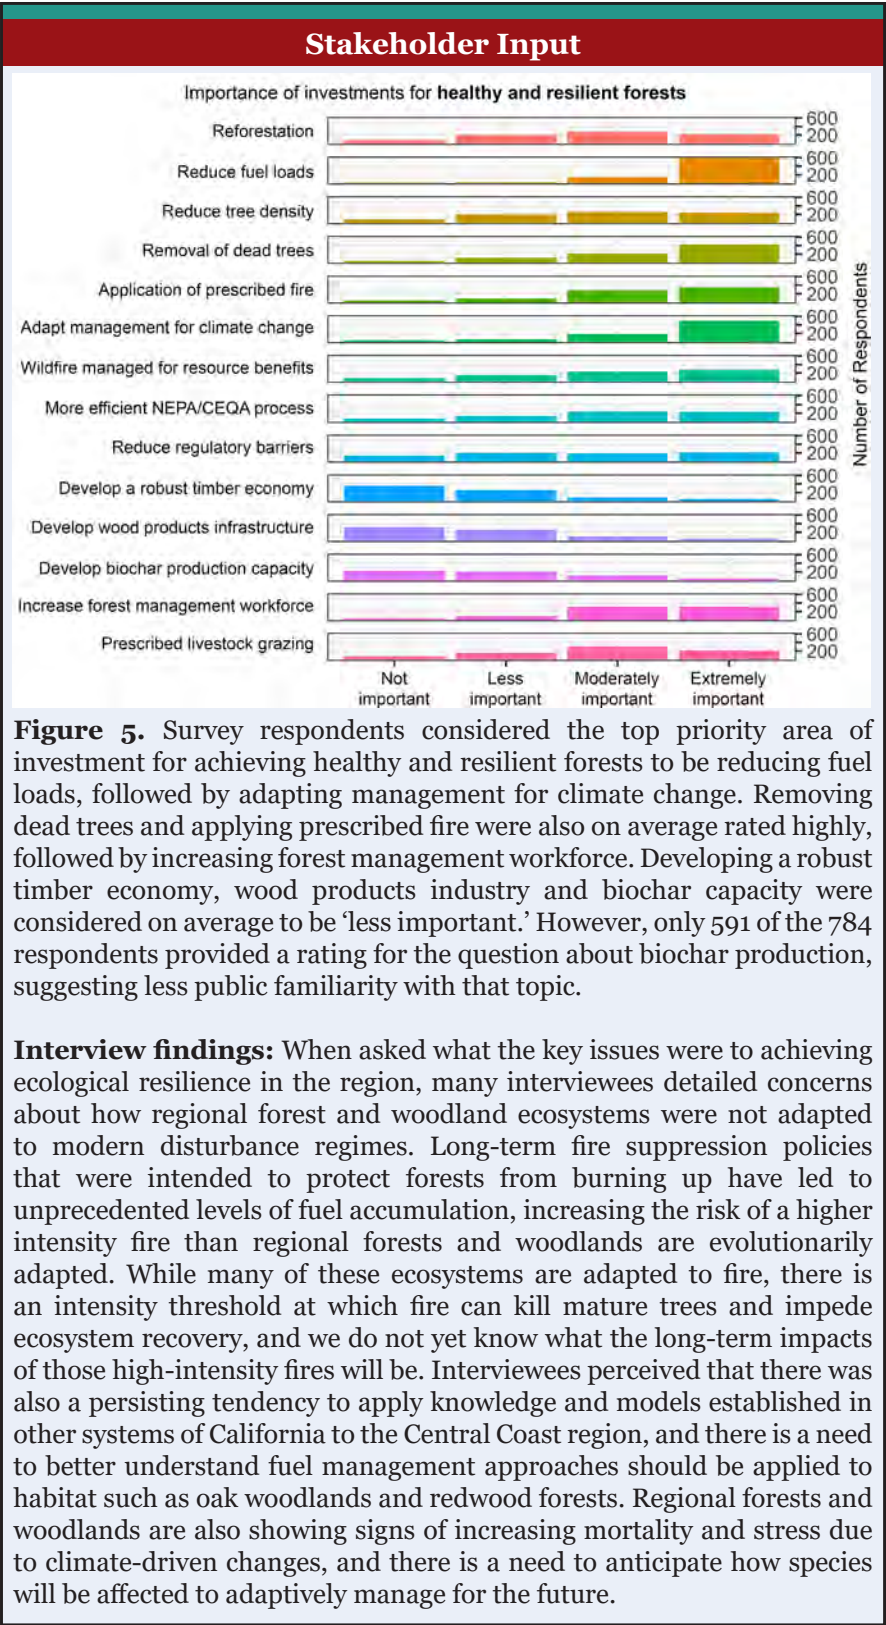 Stakeholder Input
Importance of investments for healthy and resilient forests
Reforestation
600
200
Reduce fuel loads
600
200
Reduce tree density
600
200
Removal of dead trees
600
200
Application of prescribed fire
600
200
Adapt management for climate change
600
200
Wildfire managed for resource benefits
600
200
More efficient NEPA/CEQA process
600
200
Reduce regulatory barriers
600
200
Develop a robust timber economy
600
200
Develop wood products infrastructure
600
200
Develop biochar production capacity
600
200
Increase forest management workforce
600
200
Prescribed livestock grazing
600
200
Number of Respondents
Not important
Less important
Moderately important
Extremely important
Figure 5. Survey respondents considered the top priority area of
investment for achieving healthy and resilient forests to be reducing fuel
loads, followed by adapting management for climate change. Removing
dead trees and applying prescribed fire were also on average rated highly,
followed by increasing forest management workforce. Developing a robust
timber economy, wood products industry and biochar capacity were
considered on average to be ‘less important.’ However, only 591 of the 784
respondents provided a rating for the question about biochar production,
suggesting less public familiarity with that topic.
Interview findings: When asked what the key issues were to achieving
ecological resilience in the region, many interviewees detailed concerns
about how regional forest and woodland ecosystems were not adapted
to modern disturbance regimes. Long-term fire suppression policies
that were intended to protect forests from burning up have led to
unprecedented levels of fuel accumulation, increasing the risk of a higher
intensity fire than regional forests and woodlands are evolutionarily
adapted. While many of these ecosystems are adapted to fire, there is
an intensity threshold at which fire can kill mature trees and impede
ecosystem recovery, and we do not yet know what the long-term impacts
of those high-intensity fires will be. Interviewees perceived that there was
also a persisting tendency to apply knowledge and models established in
other systems of California to the Central Coast region, and there is a need
to better understand fuel management approaches should be applied to
habitat such as oak woodlands and redwood forests. Regional forests and
woodlands are also showing signs of increasing mortality and stress due
to climate-driven changes, and there is a need to anticipate how species
will be affected to adaptively manage for the future.